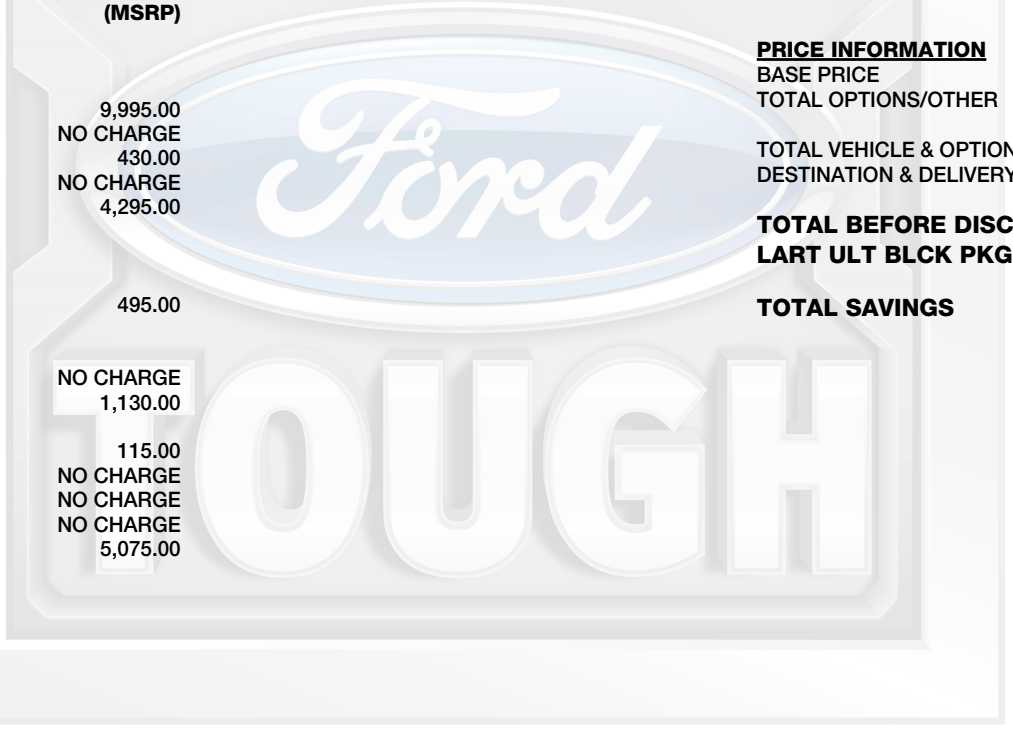 (MSRP)
9,995.00
NO CHARGE
430.00
NO CHARGE
4,295.00
495.00
NO CHARGE
1,130.00
115.00
NO CHARGE
NO CHARGE
NO CHARGE
5,075.00
PRICE INFORMATION
BASE PRICE
TOTAL OPTIONS/OTHER
TOTAL VEHICLE & OPTION
DESTINATION & DELIVERY
TOTAL BEFORE DISC
LART ULT BLCK PKG
TOTAL SAVINGS
Ford
TOUGH